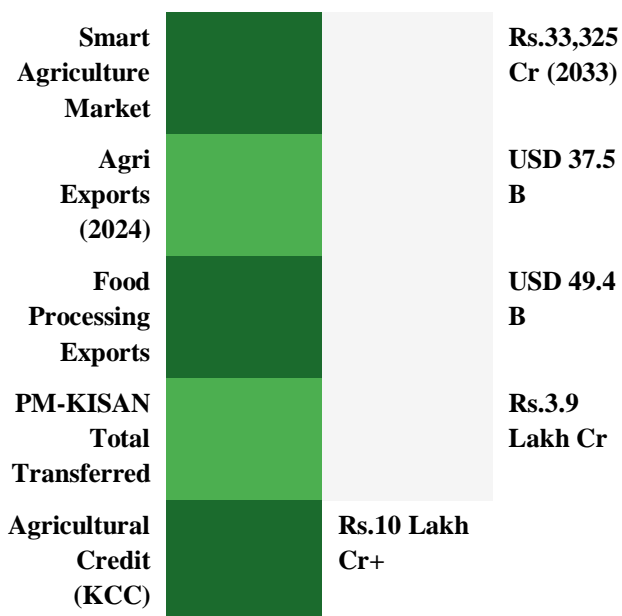 Smart
Agriculture
Market
Rs.33,325
Cr (2033)
Agri
Exports
(2024)
USD 37.5
B
Food
Processing
Exports
USD 49.4
B
PM-KISAN
Total
Transferred
Rs.3.9
Lakh Cr
Agricultural
Credit
(KCC)
Rs.10 Lakh
Cr+